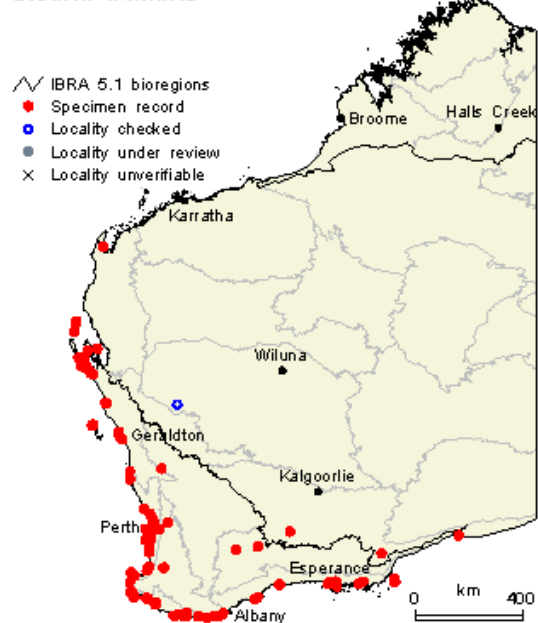 IBRA 5.1 bioregions
Specimen record
Locality checked
Locality under review
Locality unverifiable
Broome
Halls Creek
Karratha
Wiluna
Geraldton
Kalgoorlie
Perth
Esperance
Albany
km
0 400